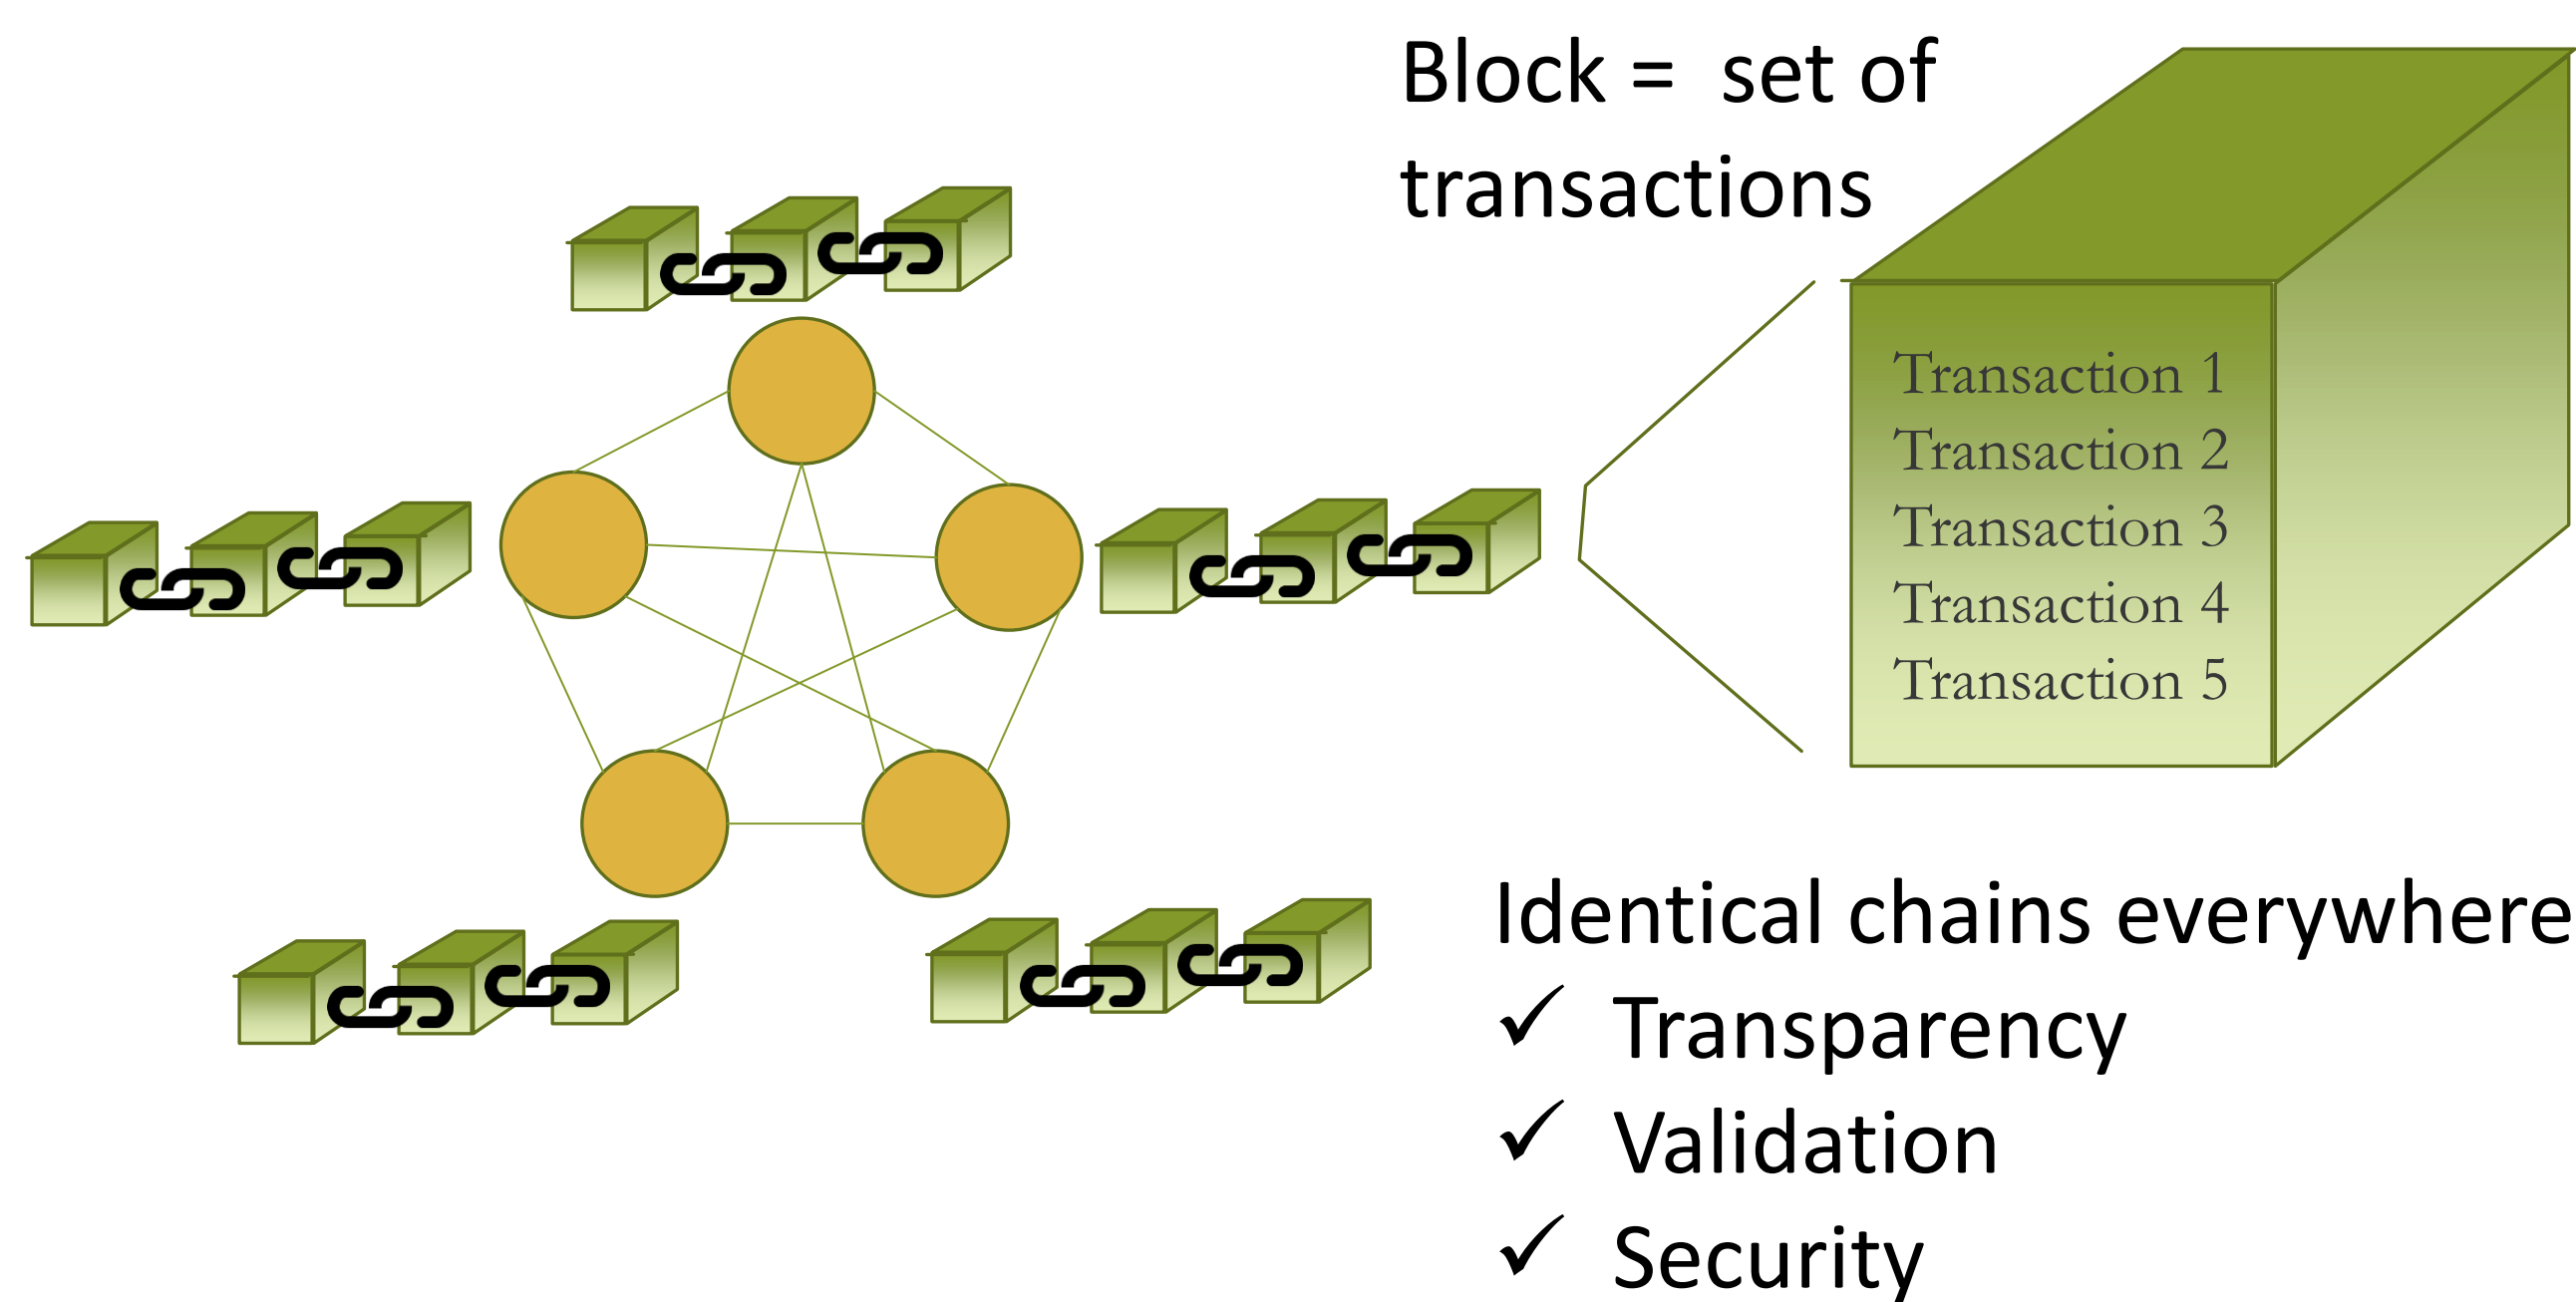 Block = set of
transactions
Transaction 1
Transaction 2
Transaction 3
Transaction 4
Transaction 5
Identical chains everywhere
✓ Transparency
✓ Validation
✓ Security